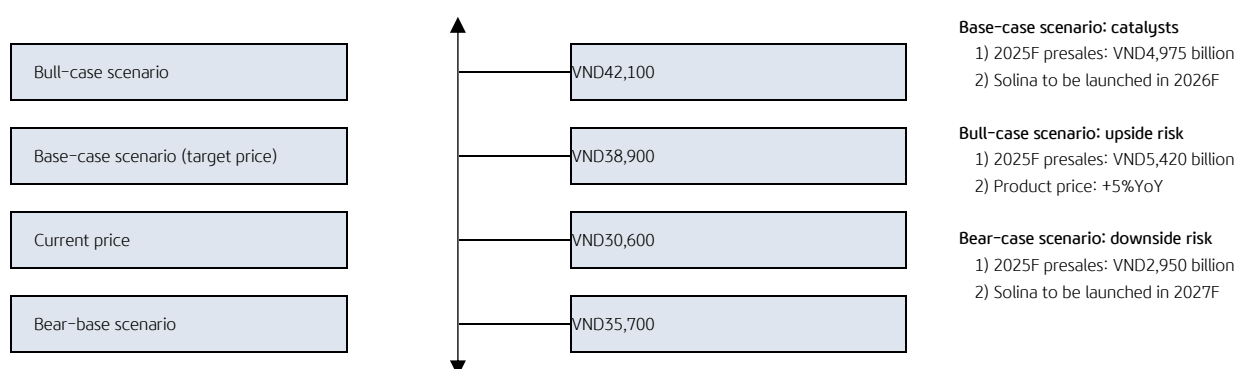 Bull-case scenario
VND42,100
Base-case scenario (target price)
VND38,900
Current price
VND30,600
Bear-base scenario
VND35,700
Base-case scenario: catalysts
1) 2025F presales: VND4,975 billion
2) Solina to be launched in 2026F
Bull-case scenario: upside risk
1) 2025F presales: VND5,420 billion
2) Product price: +5%YoY
Bear-case scenario: downside risk
1) 2025F presales: VND2,950 billion
2) Solina to be launched in 2027F